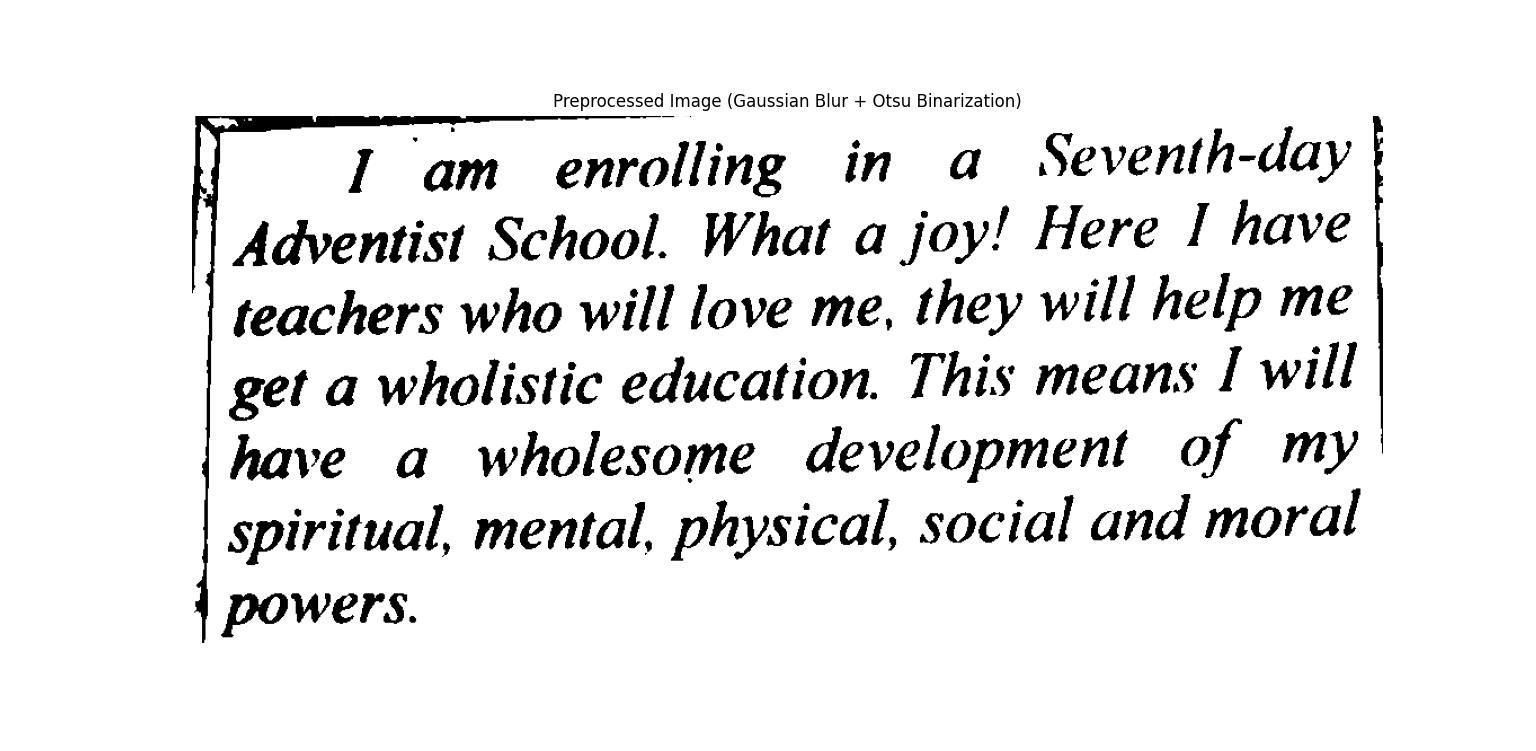 Preprocessed Image (Gaussian Blur + Otsu Binarization)
I am enrolling in a Seventh-day
Adventist School. What a joy! Here I have
teachers who will love me, they will help me
get a wholistic education. This means I will
have a wholesome development of my
spiritual, mental, physical, social and moral
powers.